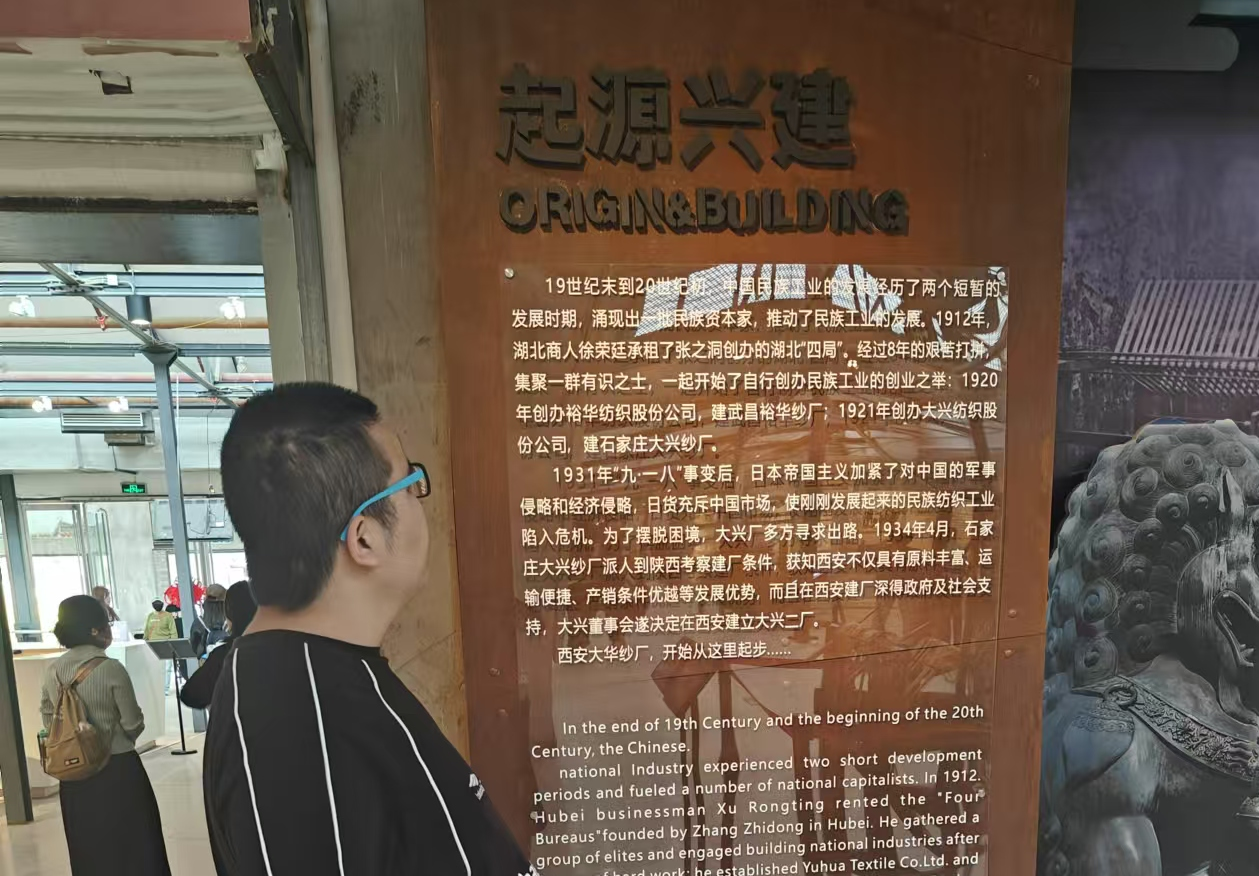 起源兴建
ORIGIN&BUILDING
19世纪末到20世纪初，中国民族工业的发展经历了两个短暂的
发展时期，涌现出一批民族资本家，推动了民族工业的发展。1912年，
湖北商人徐荣廷承租了张之洞创办的湖北"四局"。经过8年的艰苦打拼，
集聚一群有识之士，一起开始了自行创办民族工业的创业之举：1920
年创办裕华纺织股份公司，建武昌裕华纱厂；1921年创办大兴纺织股
份公司，建石家庄大兴纱厂。
1931年"九·一八"事变后，日本帝国主义加紧了对中国的军事
侵略和经济侵略，日货充斥中国市场，使刚刚发展起来的民族纺织工业
陷入危机。为了摆脱困境，大兴厂多方寻求出路。1934年4月，石家
庄大兴纱厂派人到陕西考察建厂条件，获知西安不仅具有原料丰富、运
输便捷、产销条件优越等发展优势，而且在西安建厂深得政府及社会支
持，大兴董事会遂决定在西安建立大兴二厂。
西安大华纱厂，开始从这里起步......
In the end of 19th Century and the beginning of the 20th
Century, the Chinese.
national Industry experienced two short development
periods and fueled a number of national capitalists. In 1912.
Hubei businessman Xu Rongting rented the "Four
Bureaus"founded by Zhang Zhidong in Hubei. He gathered a
group of elites and engaged building national industries after
of hard work: he established Yuhua Textile Co.Ltd. and